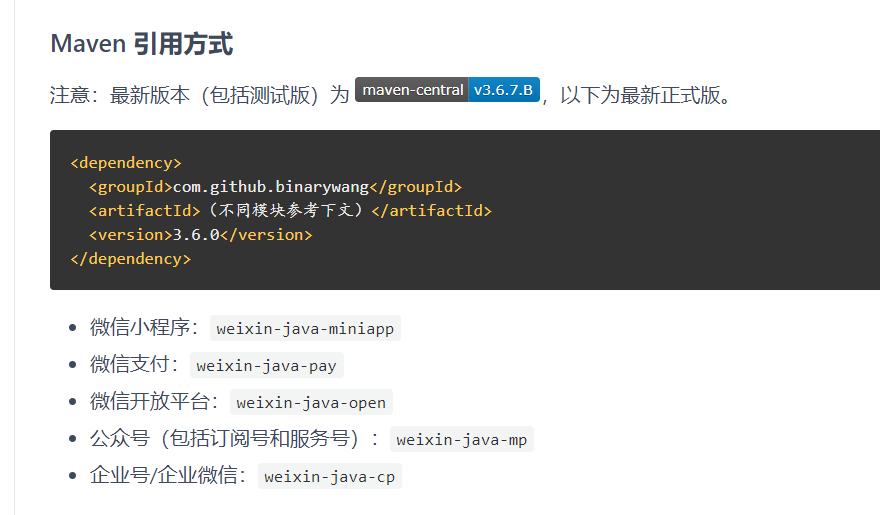 Maven 引用方式
注意：最新版本（包括测试版）为 maven-central v3.6.7.B，以下为最新正式版。
<dependency>
  <groupId>com.github.binarywang</groupId>
  <artifactId>（不同模块参考下文）</artifactId>
  <version>3.6.0</version>
</dependency>
• 微信小程序：weixin-java-miniapp
• 微信支付：weixin-java-pay
• 微信开放平台：weixin-java-open
• 公众号（包括订阅号和服务号）：weixin-java-mp
• 企业号/企业微信：weixin-java-cp